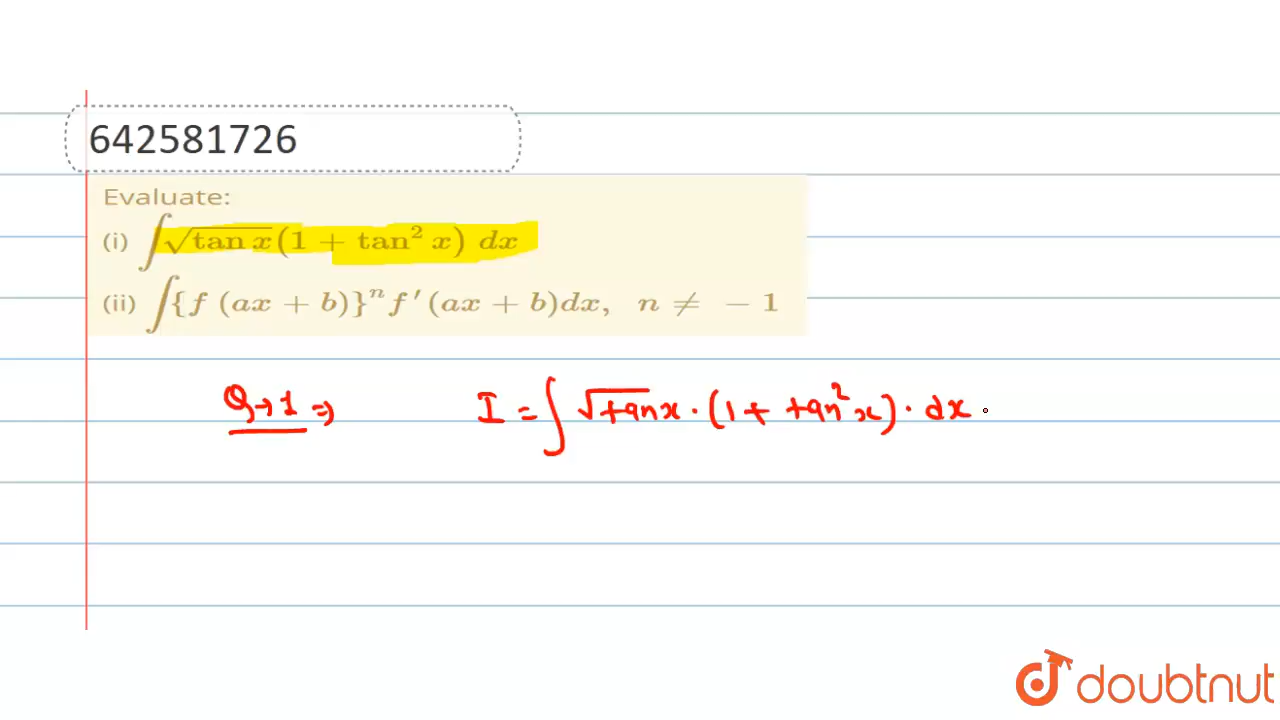 642581726
Evaluate:
(i) ∫√tan x (1 + tan² x) dx
(ii) ∫{f (ax + b)}ⁿ f ′(ax + b)dx, n ≠ − 1
Q→1 ⇒ I = ∫ √tanx · (1 + tan²x) · dx
doubtnut